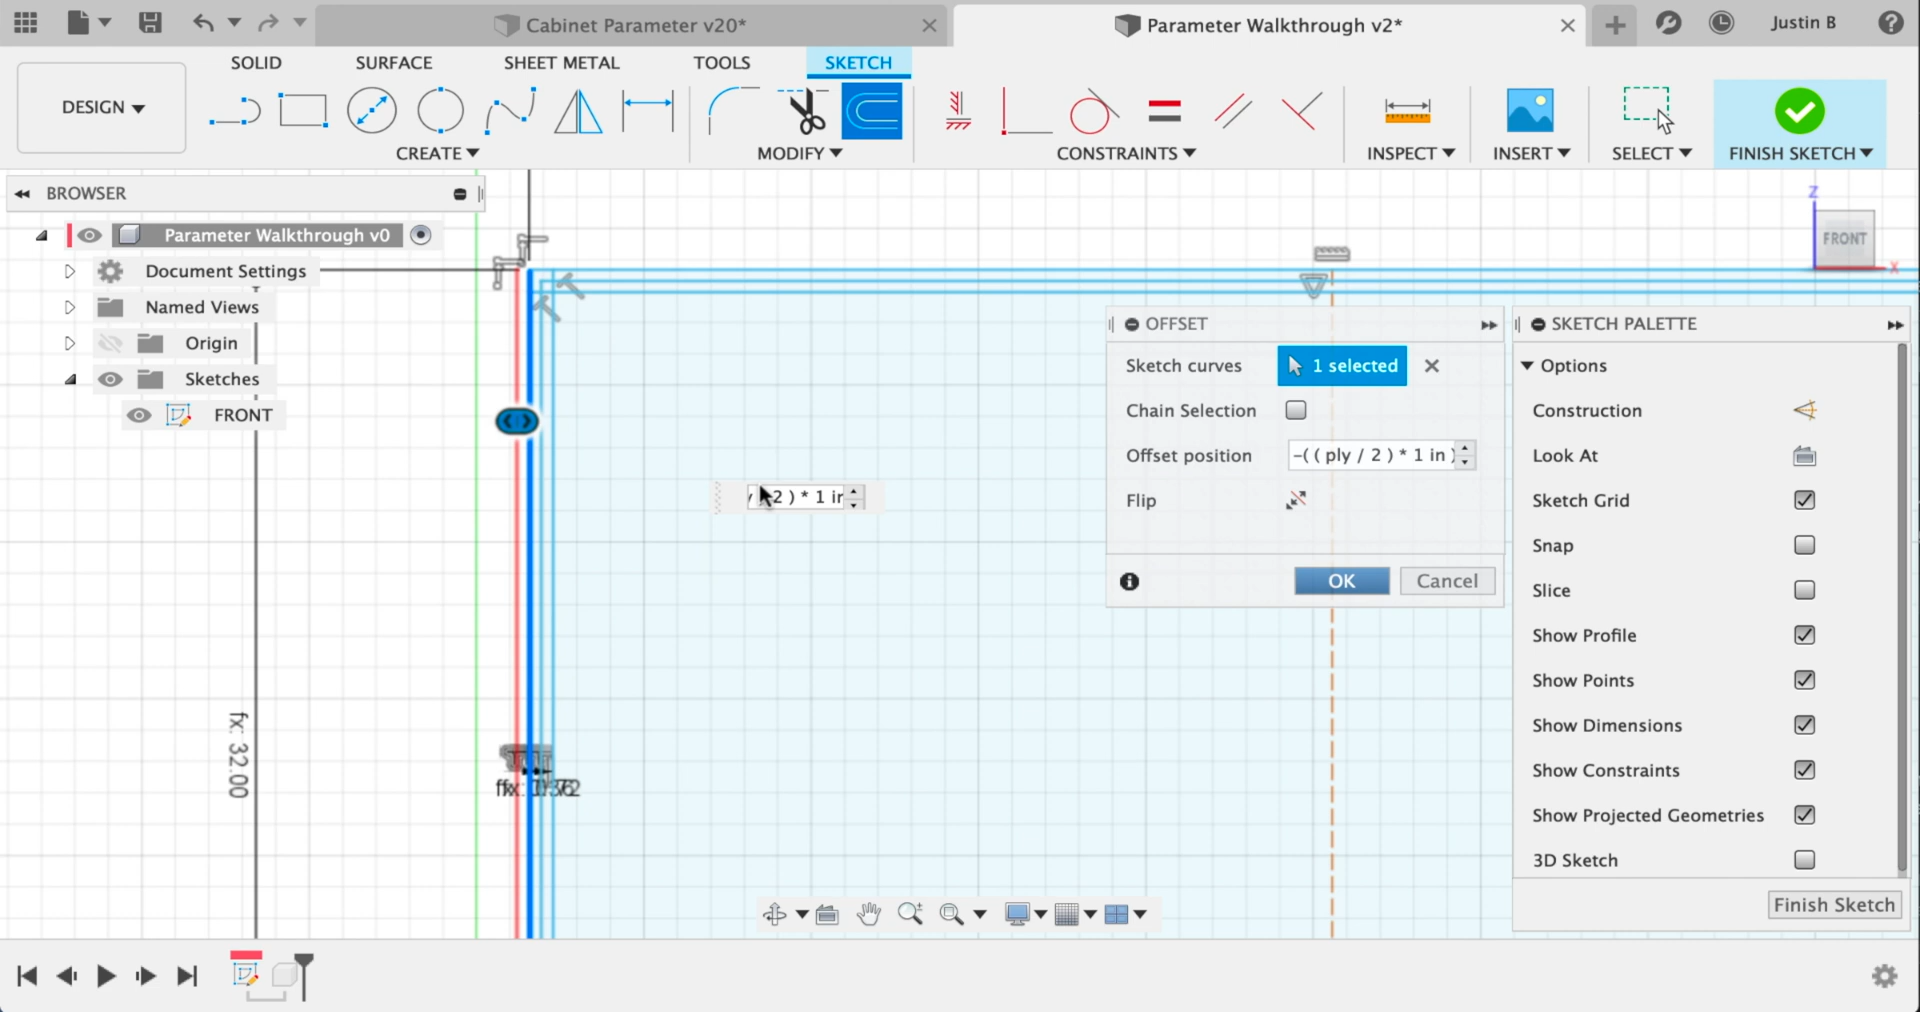 Cabinet Parameter v20*
Parameter Walkthrough v2*
Justin B
SOLID
SURFACE
SHEET METAL
TOOLS
SKETCH
DESIGN
CREATE
MODIFY
CONSTRAINTS
INSPECT
INSERT
SELECT
FINISH SKETCH
BROWSER
Parameter Walkthrough v0
Document Settings
Named Views
Origin
Sketches
FRONT
Z
FRONT
X
OFFSET
Sketch curves
1 selected
Chain Selection
Offset position
-( ( ply / 2 ) * 1 in )
Flip
OK
Cancel
2 ) * 1 in
SKETCH PALETTE
Options
Construction
Look At
Sketch Grid
Snap
Slice
Show Profile
Show Points
Show Dimensions
Show Constraints
Show Projected Geometries
3D Sketch
Finish Sketch
fx: 32.00